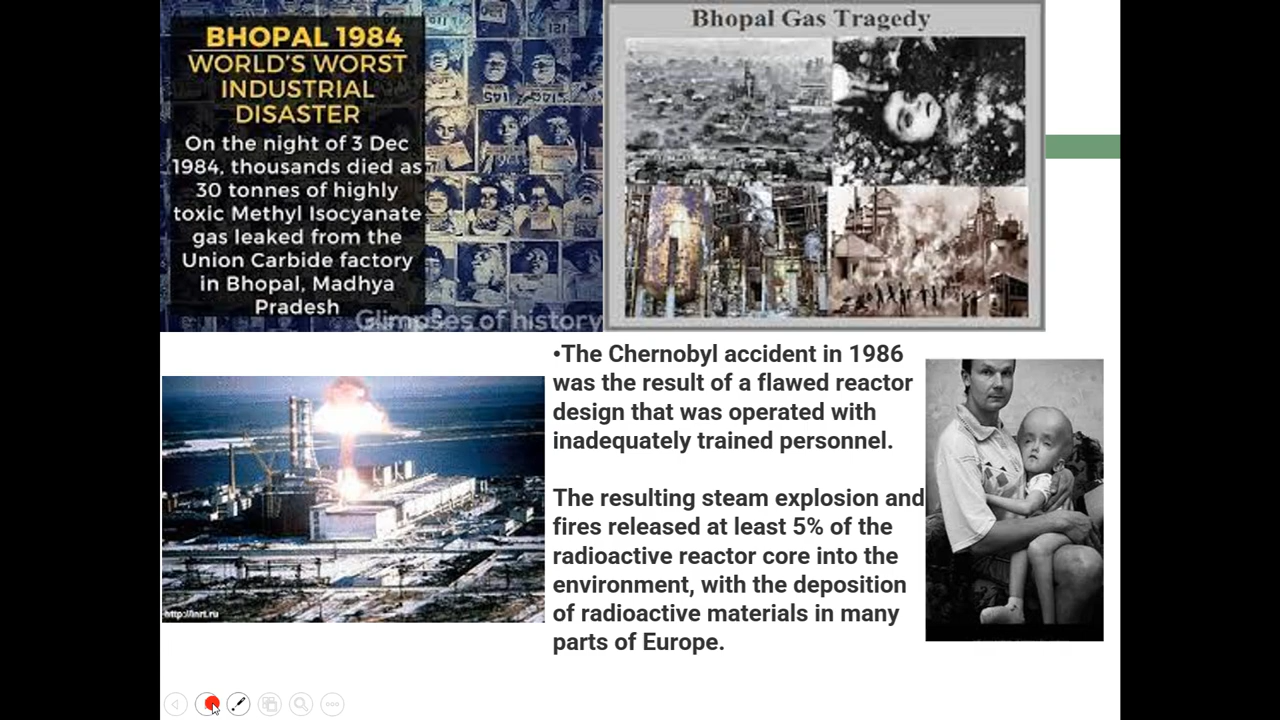 BHOPAL 1984
WORLD'S WORST
INDUSTRIAL
DISASTER
On the night of 3 Dec
1984, thousands died as
30 tonnes of highly
toxic Methyl Isocyanate
gas leaked from the
Union Carbide factory
in Bhopal, Madhya
Pradesh
Glimpses of history
Bhopal Gas Tragedy
•The Chernobyl accident in 1986
was the result of a flawed reactor
design that was operated with
inadequately trained personnel.
The resulting steam explosion and
fires released at least 5% of the
radioactive reactor core into the
environment, with the deposition
of radioactive materials in many
parts of Europe.
http://inrt.ru